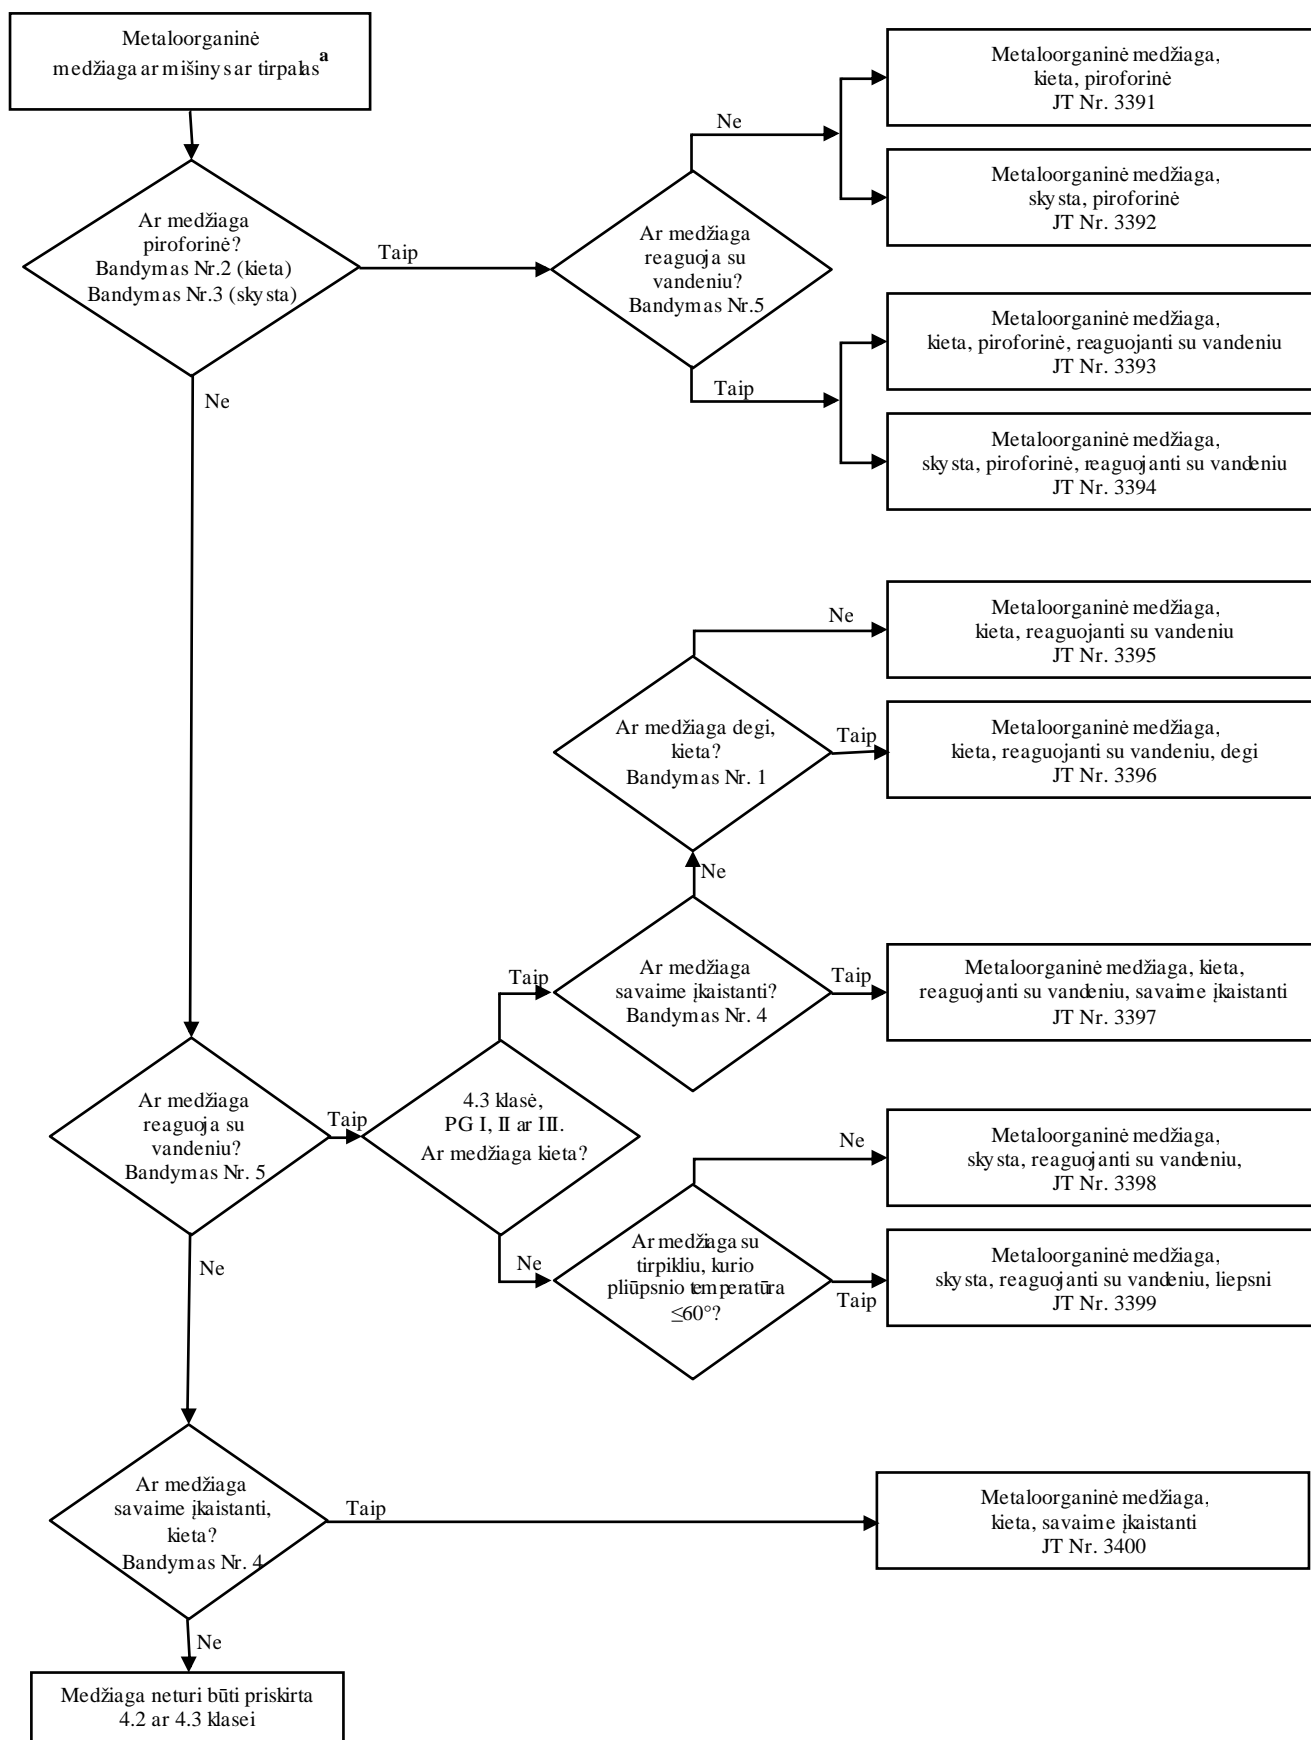 Metaloorganinė
medžiaga ar mišinys ar tirpalas a
Metaloorganinė medžiaga,
kieta, piroforinė
JT Nr. 3391
Ne
Metaloorganinė medžiaga,
skysta, piroforinė
JT Nr. 3392
Ar medžiaga
piroforinė?
Bandymas Nr.2 (kieta)
Bandymas Nr.3 (skysta)
Taip
Ar medžiaga
reaguoja su
vandeniu?
Bandymas Nr.5
Metaloorganinė medžiaga,
kieta, piroforinė, reaguojanti su vandeniu
JT Nr. 3393
Ne
Taip
Metaloorganinė medžiaga,
skysta, piroforinė, reaguojanti su vandeniu
JT Nr. 3394
Ne
Metaloorganinė medžiaga,
kieta, reaguojanti su vandeniu
JT Nr. 3395
Ar medžiaga degi,
kieta?
Bandymas Nr. 1
Taip
Metaloorganinė medžiaga,
kieta, reaguojanti su vandeniu, degi
JT Nr. 3396
Ne
Taip
Ar medžiaga
savaime įkaistanti?
Bandymas Nr. 4
Taip
Metaloorganinė medžiaga, kieta,
reaguojanti su vandeniu, savaime įkaistanti
JT Nr. 3397
Ar medžiaga
reaguoja su
vandeniu?
Bandymas Nr. 5
Taip
4.3 klasė,
PG I, II ar III.
Ar medžiaga kieta?
Ne
Metaloorganinė medžiaga,
skysta, reaguojanti su vandeniu,
JT Nr. 3398
Ne
Ne
Ar medžiaga su
tirpikliu, kurio
pliūpsnio temperatūra
≤60°?
Taip
Metaloorganinė medžiaga,
skysta, reaguojanti su vandeniu, liepsni
JT Nr. 3399
Ar medžiaga
savaime įkaistanti,
kieta?
Bandymas Nr. 4
Taip
Metaloorganinė medžiaga,
kieta, savaime įkaistanti
JT Nr. 3400
Ne
Medžiaga neturi būti priskirta
4.2 ar 4.3 klasei